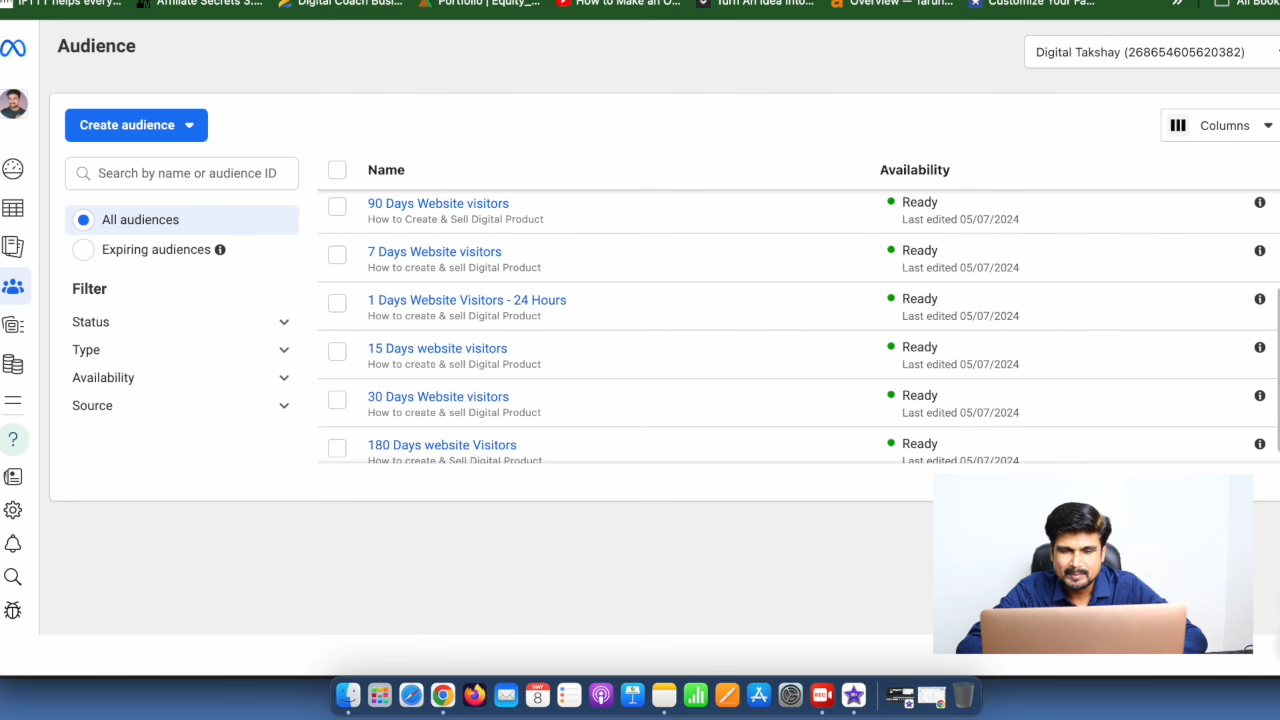 IFTTT helps every...
Affiliate Secrets S....
Digital Coach Busi...
Portfolio | Equity_...
How to Make an O...
Turn An Idea Into...
Overview — Tarun...
Customize Your Fa...
»
All Book
Audience
Digital Takshay (268654605620382)
Create audience
Columns
Search by name or audience ID
Name
Availability
All audiences
Expiring audiences
Filter
Status
Type
Availability
Source
90 Days Website visitors
How to Create & Sell Digital Product
Ready
Last edited 05/07/2024
7 Days Website visitors
How to create & sell Digital Product
Ready
Last edited 05/07/2024
1 Days Website Visitors - 24 Hours
How to create & sell Digital Product
Ready
Last edited 05/07/2024
15 Days website visitors
How to create & sell Digital Product
Ready
Last edited 05/07/2024
30 Days Website visitors
How to create & sell Digital Product
Ready
Last edited 05/07/2024
180 Days website Visitors
How to create & Sell Digital Product
Ready
Last edited 05/07/2024
?
MAY
8
REC